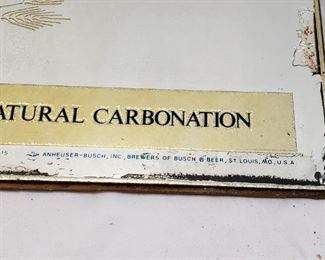 ATURAL CARBONATION
ANHEUSER-BUSCH, INC., BREWERS OF BUSCH ® BEER, ST. LOUIS, MO., U.S.A